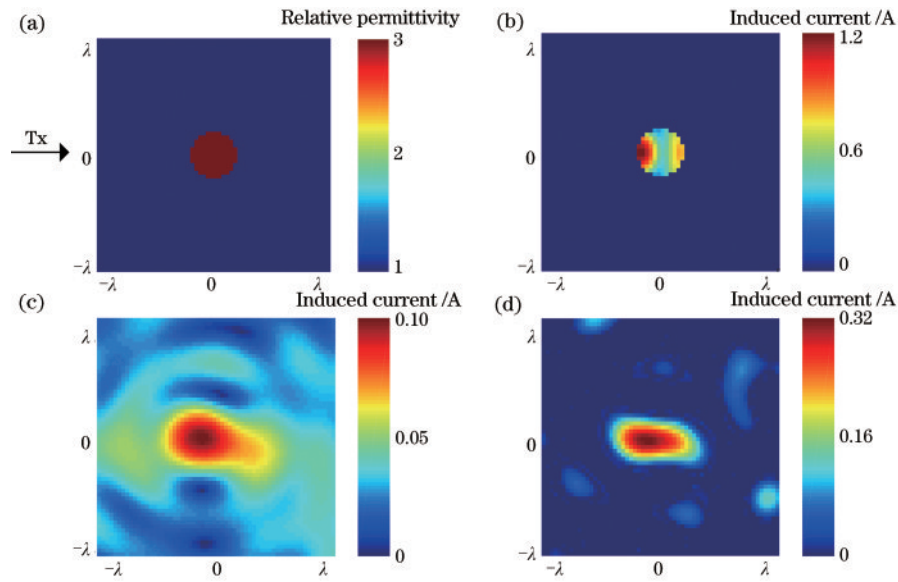 (a)
Relative permittivity
3
2
1
λ
0
−λ
−λ
0
λ
Tx
(b)
Induced current /A
1.2
0.6
0
λ
0
−λ
−λ
0
λ
(c)
Induced current /A
0.10
0.05
0
λ
0
−λ
−λ
0
λ
(d)
Induced current /A
0.32
0.16
0
λ
0
−λ
−λ
0
λ